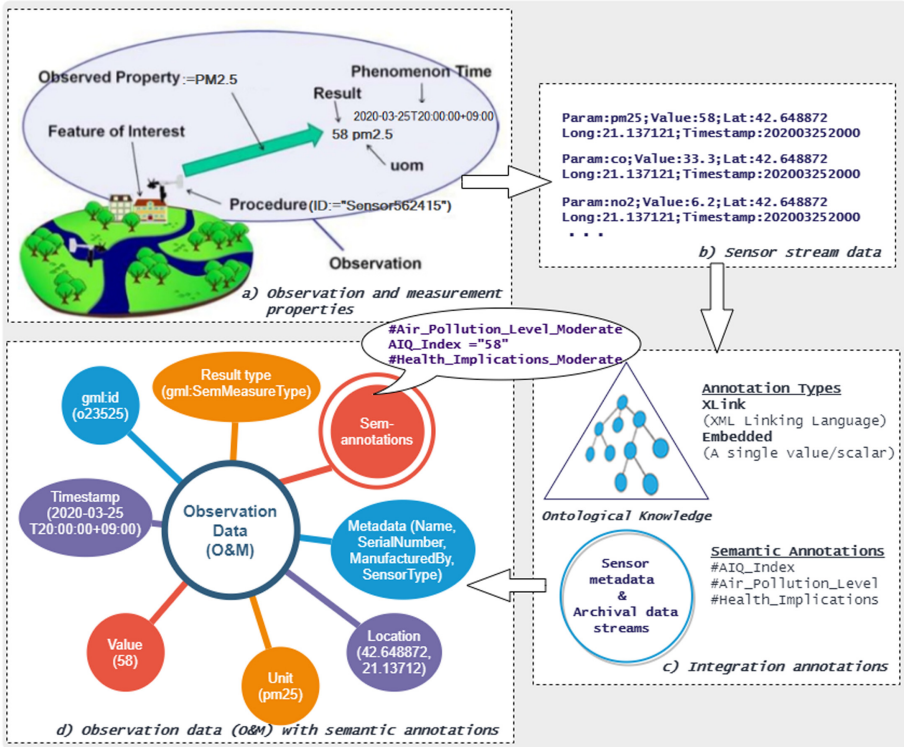 Observed Property :=PM2.5
Phenomenon Time
Result
2020-03-25T20:00:00+09:00
Feature of Interest
58 pm2.5
uom
Procedure (ID:="Sensor562415")
Observation
a) Observation and measurement
properties
Param:pm25;Value:58;Lat:42.648872
Long:21.137121;Timestamp:202003252000
Param:co;Value:33.3;Lat:42.648872
Long:21.137121;Timestamp:202003252000
Param:no2;Value:6.2;Lat:42.648872
Long:21.137121;Timestamp:202003252000
...
b) Sensor stream data
#Air_Pollution_Level_Moderate
AIQ_Index ="58"
#Health_Implications_Moderate
Annotation Types
XLink
(XML Linking Language)
Embedded
(A single value/scalar)
Ontological Knowledge
Sensor
metadata
&
Archival data
streams
Semantic Annotations
#AIQ_Index
#Air_Pollution_Level
#Health_Implications
c) Integration annotations
gml:id
(o23525)
Result type
(gml:SemMeasureType)
Sem-
annotations
Timestamp
(2020-03-25
T20:00:00+09:00)
Observation
Data
(O&M)
Metadata (Name,
SerialNumber,
ManufacturedBy,
SensorType)
Value
(58)
Unit
(pm25)
Location
(42.648872,
21.13712)
d) Observation data (O&M) with semantic annotations